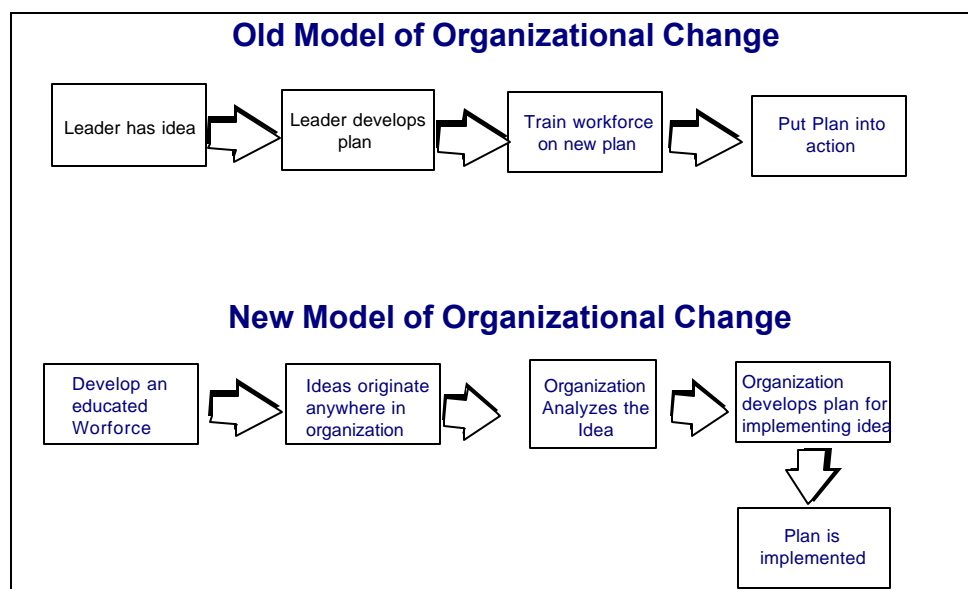 Old Model of Organizational Change
Leader has idea
Leader develops
plan
Train workforce
on new plan
Put Plan into
action
New Model of Organizational Change
Develop an
educated
Worforce
Ideas originate
anywhere in
organization
Organization
Analyzes the
Idea
Organization
develops plan for
implementing idea
Plan is
implemented